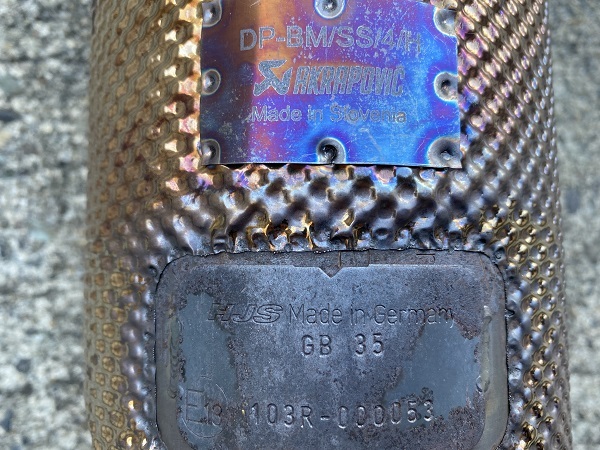 DP-BM/SS/4/H
AKRAPOVIC
Made in Slovenia
HJS Made in Germany
GB 35
E13 103R-000053